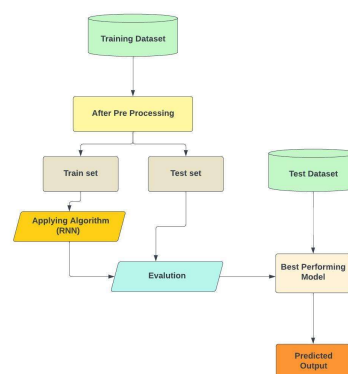 Training Dataset
After Pre Processing
Train set
Test set
Test Dataset
Applying Algorithm
(RNN)
Evalution
Best Performing
Model
Predicted
Output